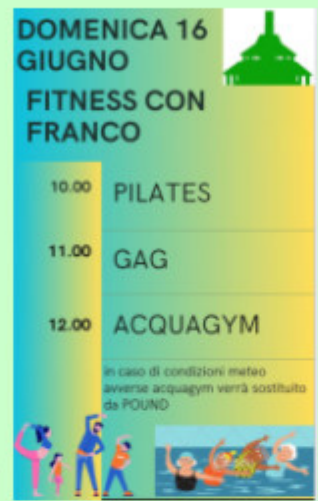 DOMENICA 16
GIUGNO
FITNESS CON
FRANCO
10.00 PILATES
11.00 GAG
12.00 ACQUAGYM
in caso di condizioni meteo
avverse acquagym verrà sostituito
da POUND